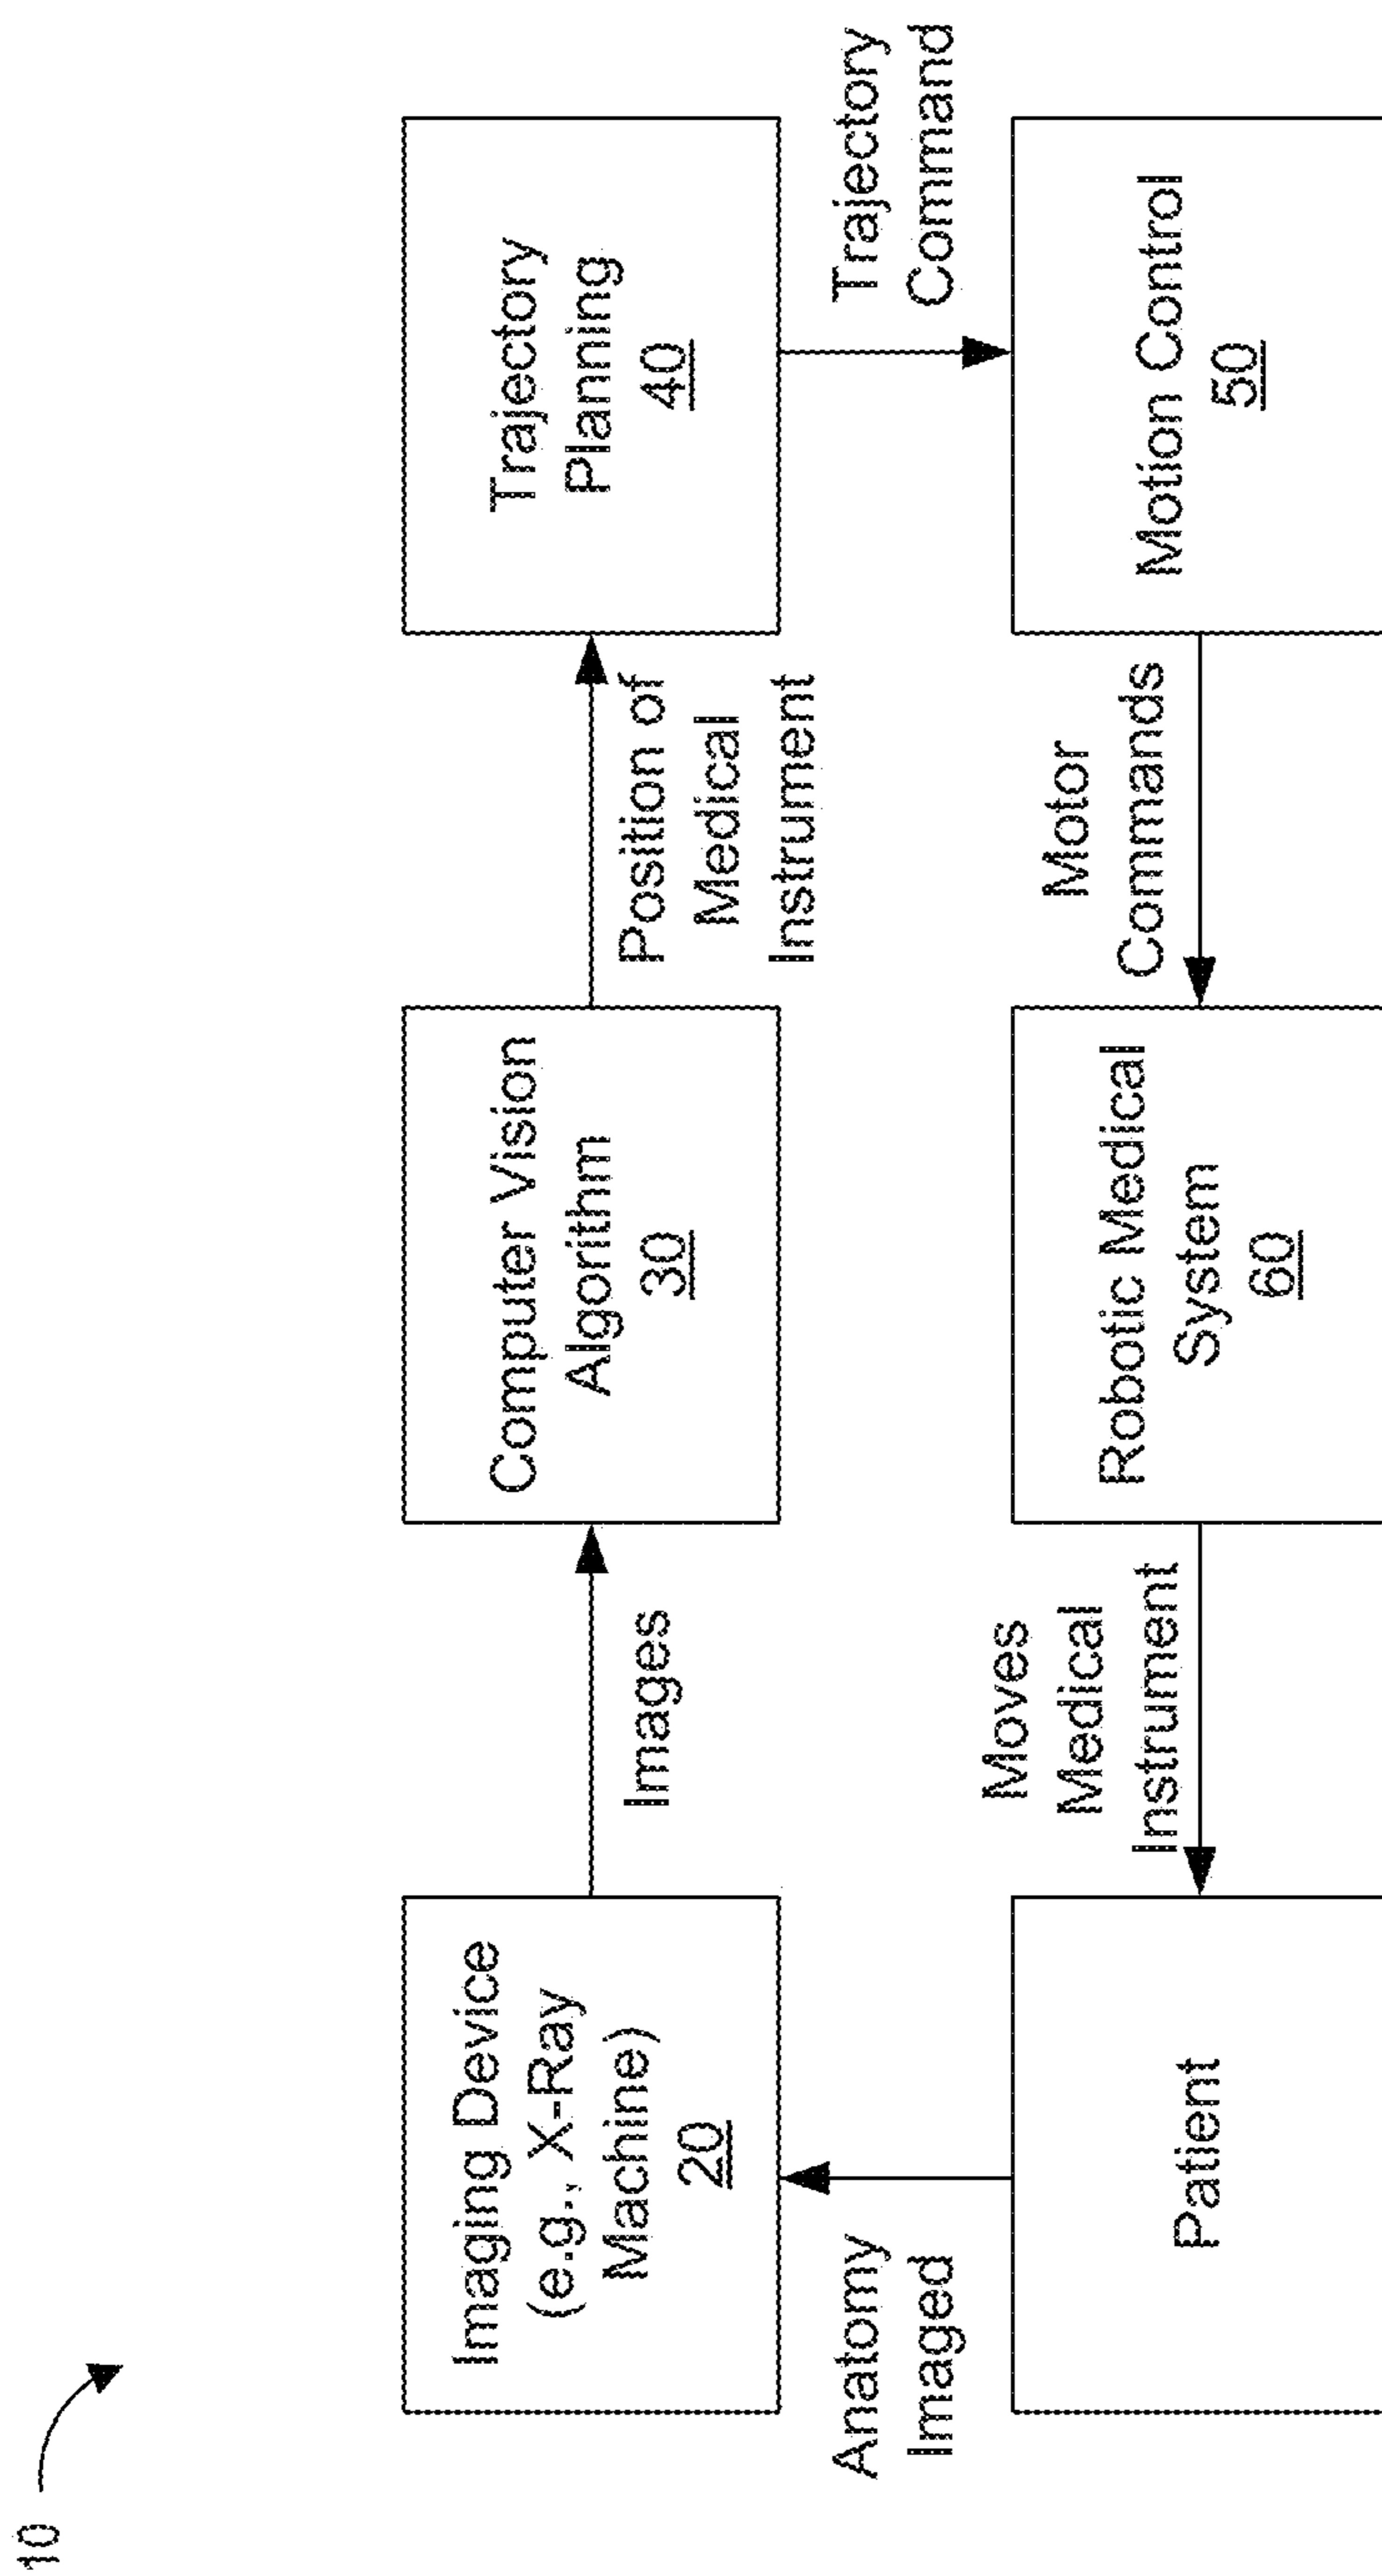 10
Imaging Device
(e.g., X-Ray
Machine)
20
Images
Computer Vision
Algorithm
30
Position of
Medical
Instrument
Trajectory
Planning
40
Anatomy
Imaged
Trajectory
Command
Patient
Moves
Medical
Instrument
Robotic Medical
System
60
Motor
Commands
Motion Control
50